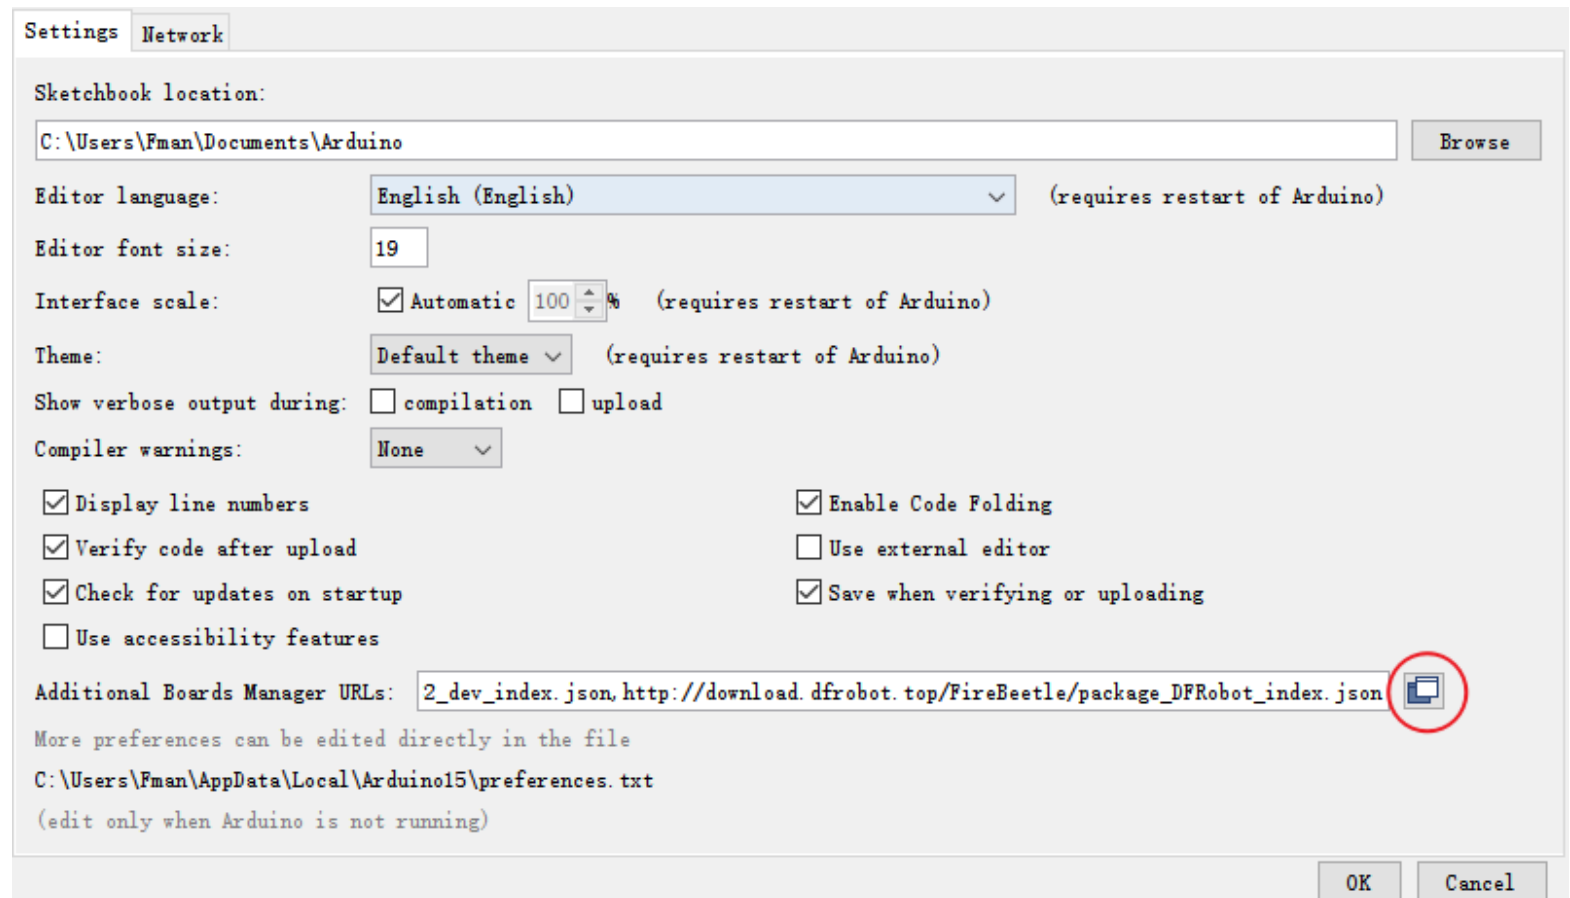 Settings Network
Sketchbook location:
C:\Users\Fman\Documents\Arduino Browse
Editor language: English (English) (requires restart of Arduino)
Editor font size: 19
Interface scale: Automatic 100 % (requires restart of Arduino)
Theme: Default theme (requires restart of Arduino)
Show verbose output during: compilation upload
Compiler warnings: None
Display line numbers Enable Code Folding
Verify code after upload Use external editor
Check for updates on startup Save when verifying or uploading
Use accessibility features
Additional Boards Manager URLs: 2_dev_index.json,http://download.dfrobot.top/FireBeetle/package_DFRobot_index.json
More preferences can be edited directly in the file
C:\Users\Fman\AppData\Local\Arduino15\preferences.txt
(edit only when Arduino is not running)
OK Cancel